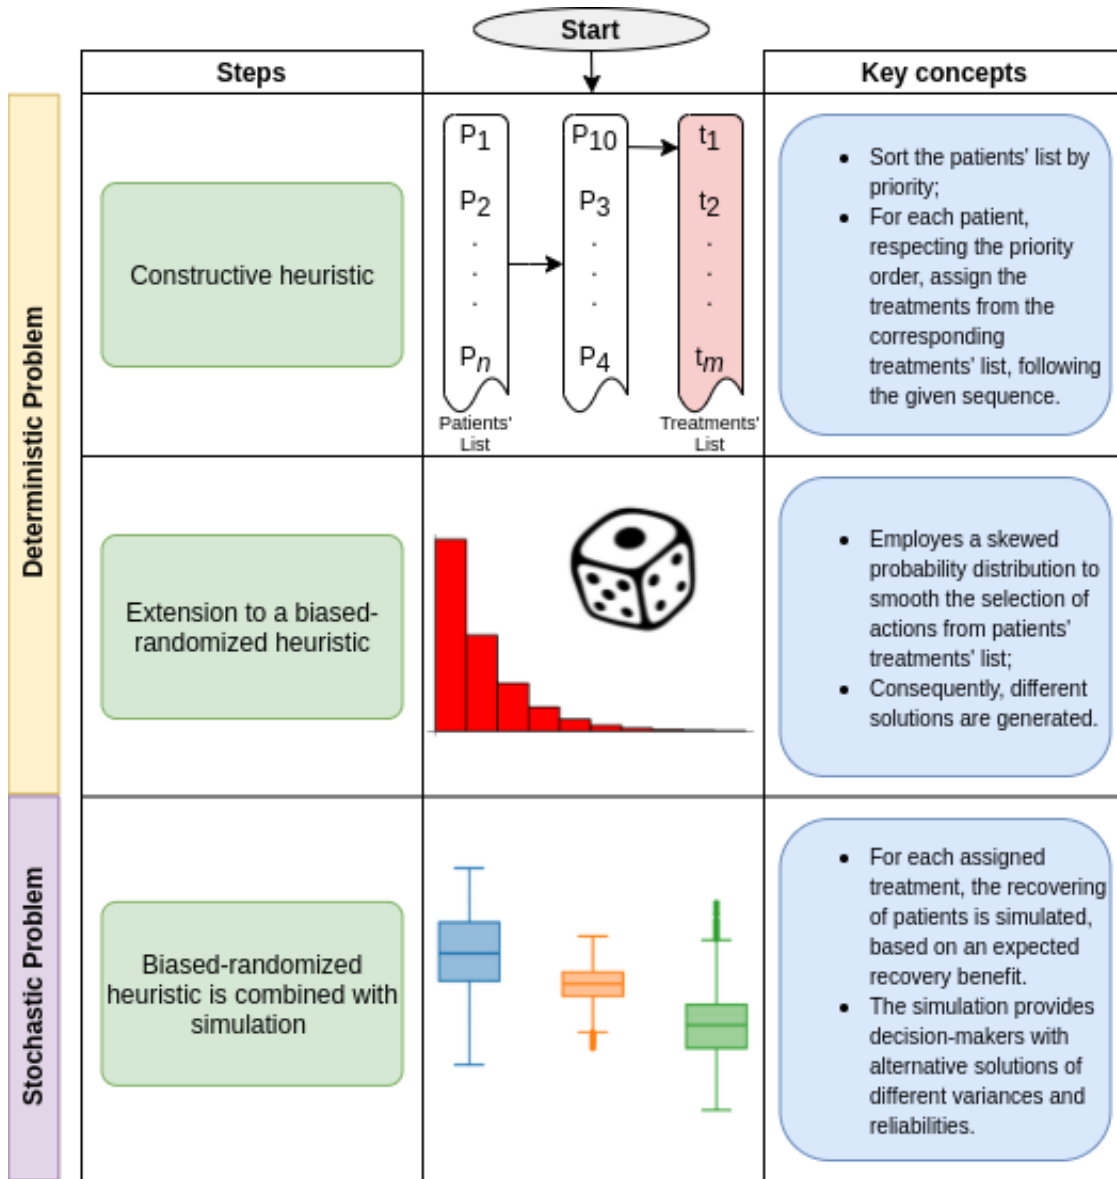 Start
Steps
Key concepts
Deterministic Problem
Constructive heuristic
P1
P2
.
.
.
Pn
Patients'
List
P10
P3
.
.
.
P4
t1
t2
.
.
.
tm
Treatments'
List
• Sort the patients' list by
priority;
• For each patient,
respecting the priority
order, assign the
treatments from the
corresponding
treatments' list, following
the given sequence.
Extension to a biased-
randomized heuristic
• Employes a skewed
probability distribution to
smooth the selection of
actions from patients'
treatments' list;
• Consequently, different
solutions are generated.
Stochastic Problem
Biased-randomized
heuristic is combined with
simulation
• For each assigned
treatment, the recovering
of patients is simulated,
based on an expected
recovery benefit.
• The simulation provides
decision-makers with
alternative solutions of
different variances and
reliabilities.